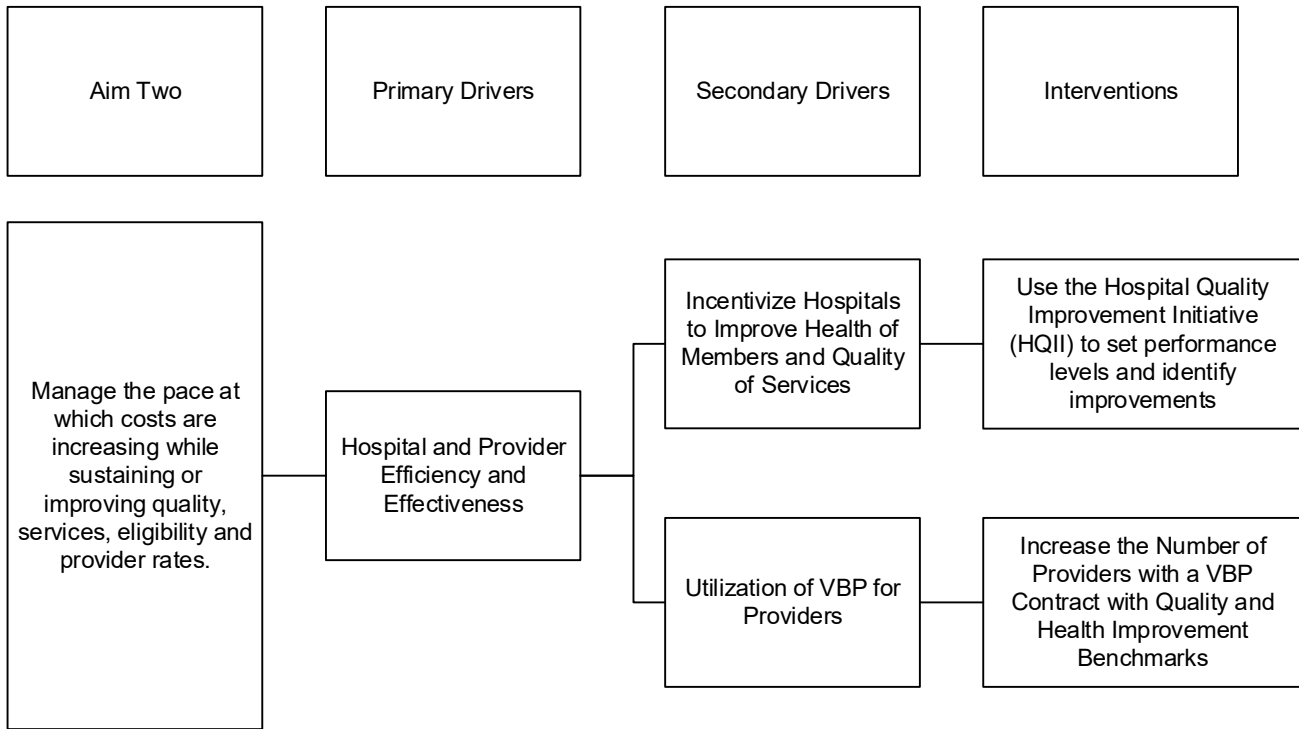 Aim Two
Primary Drivers
Secondary Drivers
Interventions
Manage the pace at
which costs are
increasing while
sustaining or
improving quality,
services, eligibility and
provider rates.
Hospital and Provider
Efficiency and
Effectiveness
Incentivize Hospitals
to Improve Health of
Members and Quality
of Services
Use the Hospital Quality
Improvement Initiative
(HQII) to set performance
levels and identify
improvements
Utilization of VBP for
Providers
Increase the Number of
Providers with a VBP
Contract with Quality and
Health Improvement
Benchmarks